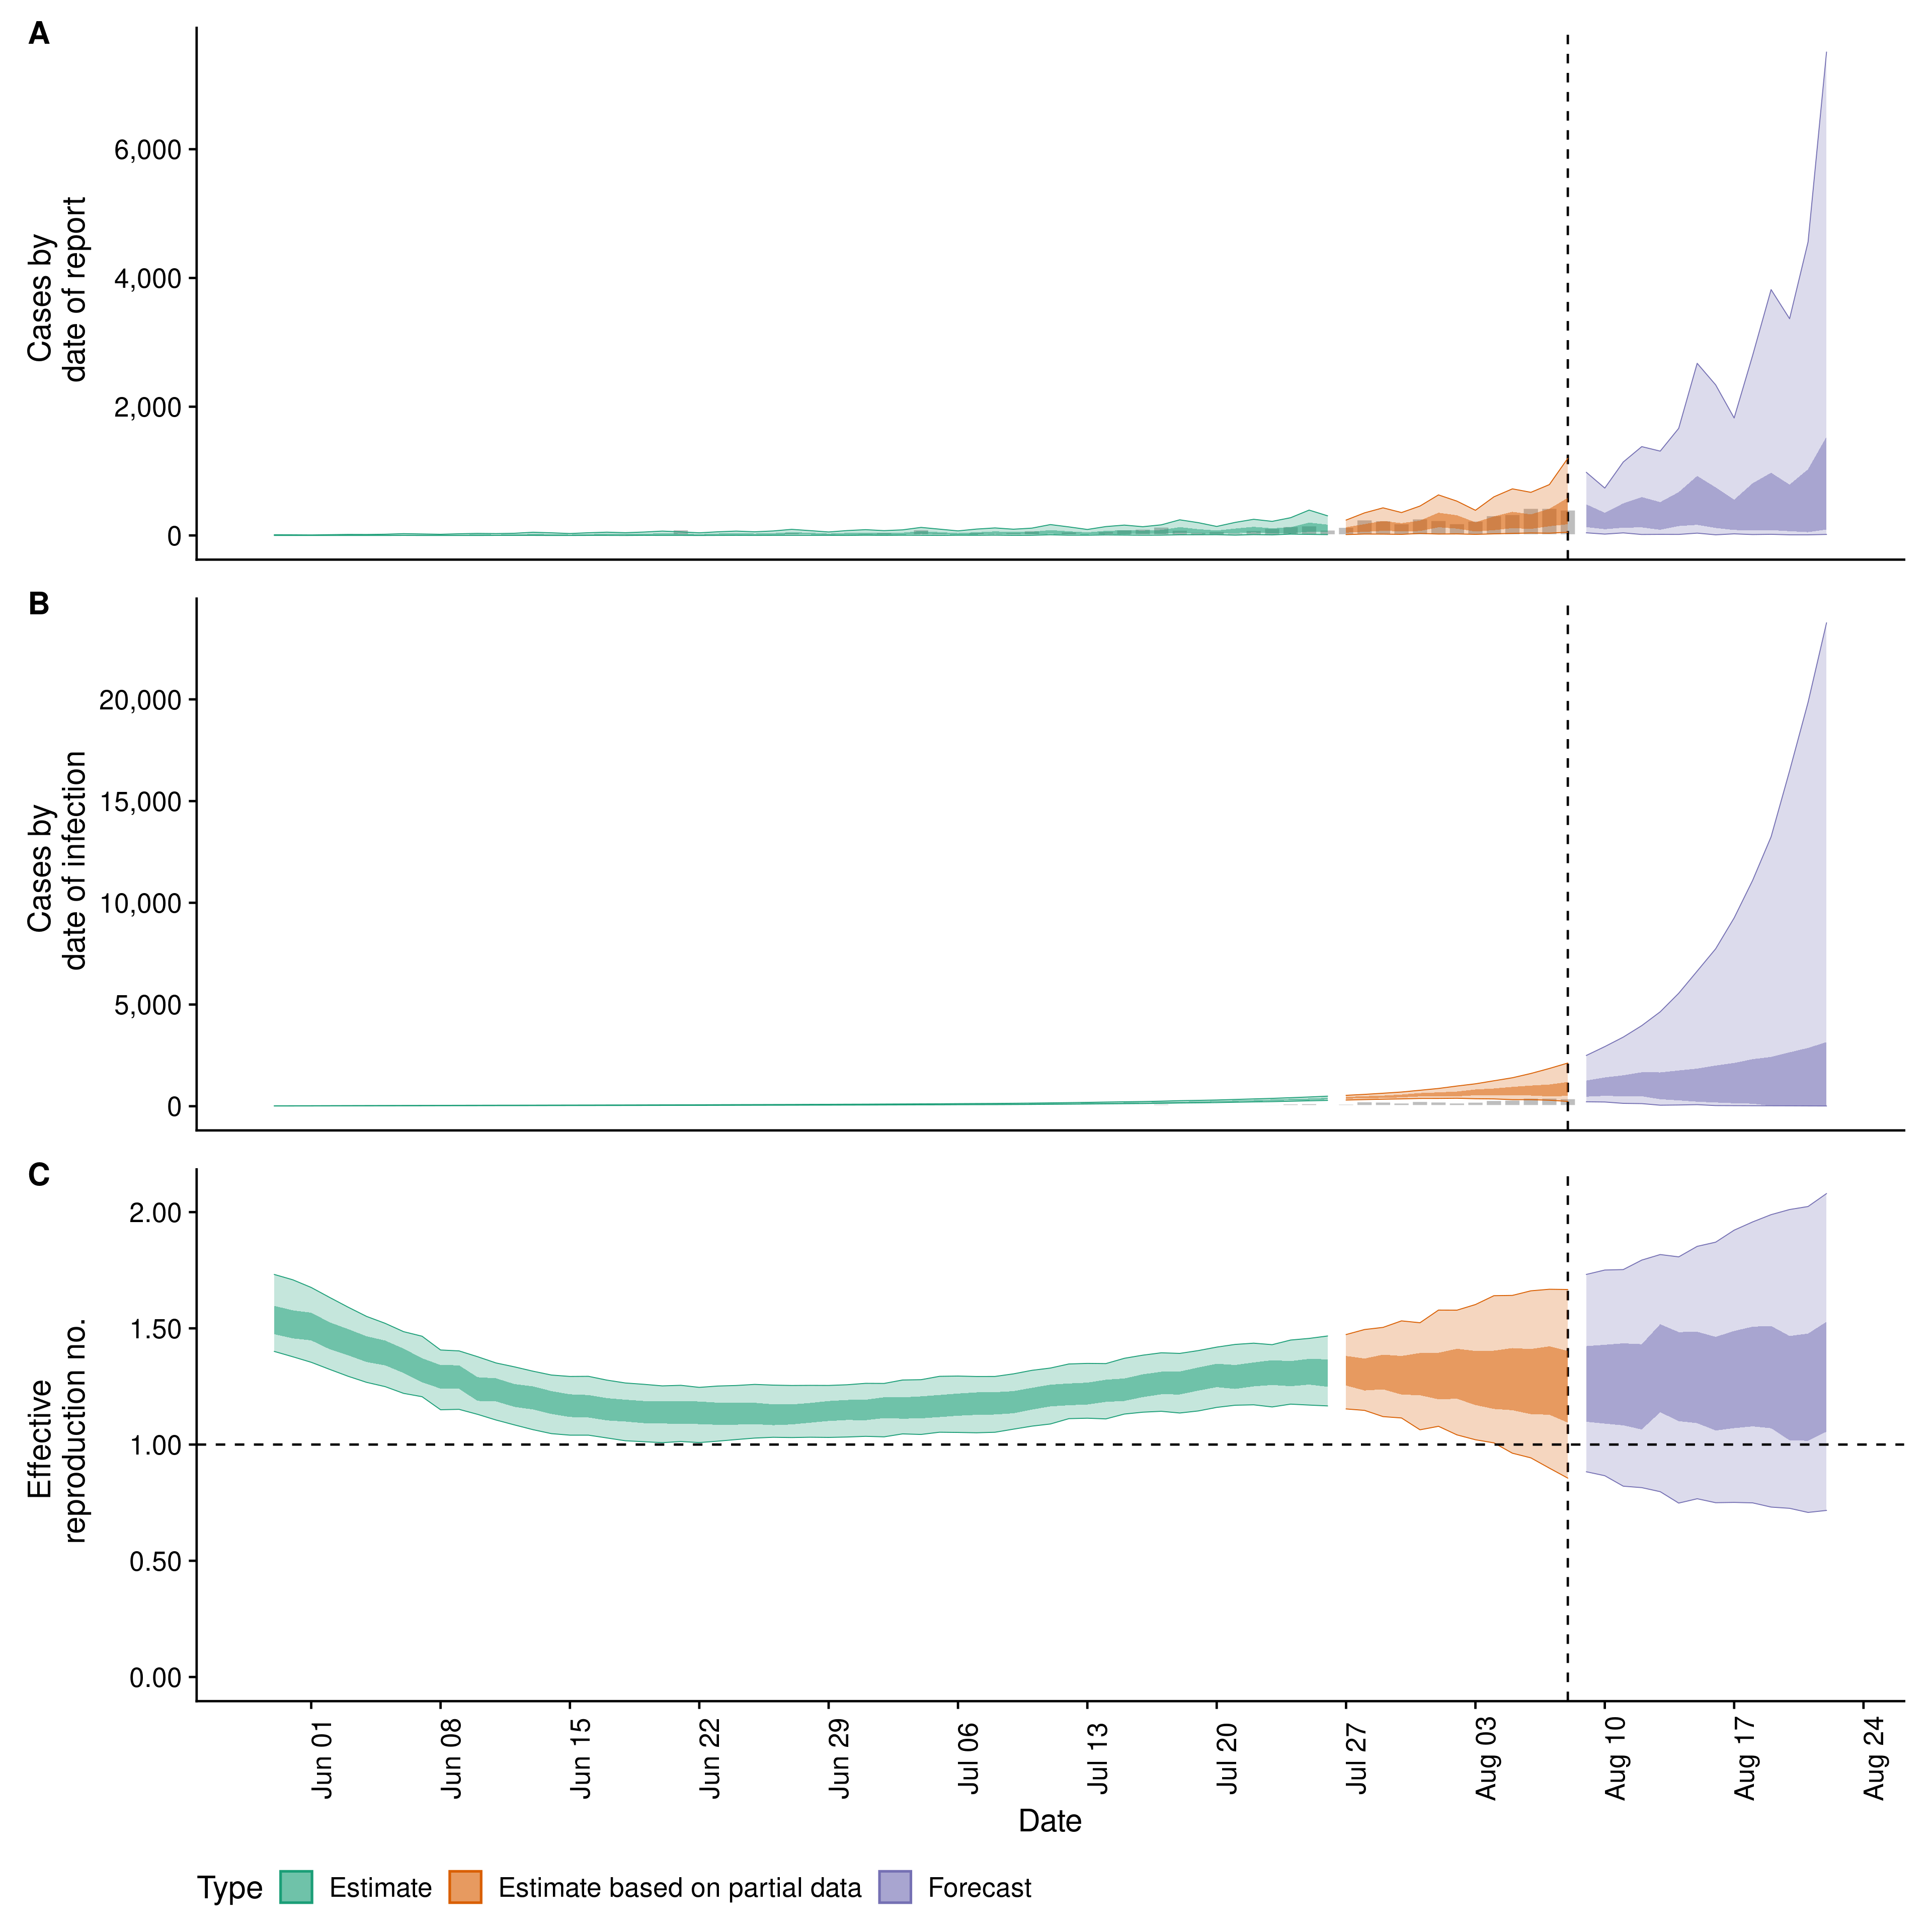 A
Cases by
date of report
6,000
4,000
2,000
0
B
Cases by
date of infection
20,000
15,000
10,000
5,000
0
C
Effective
reproduction no.
2.00
1.50
1.00
0.50
0.00
Jun 01
Jun 08
Jun 15
Jun 22
Jun 29
Jul 06
Jul 13
Jul 20
Jul 27
Aug 03
Aug 10
Aug 17
Aug 24
Date
Type Estimate Estimate based on partial data Forecast